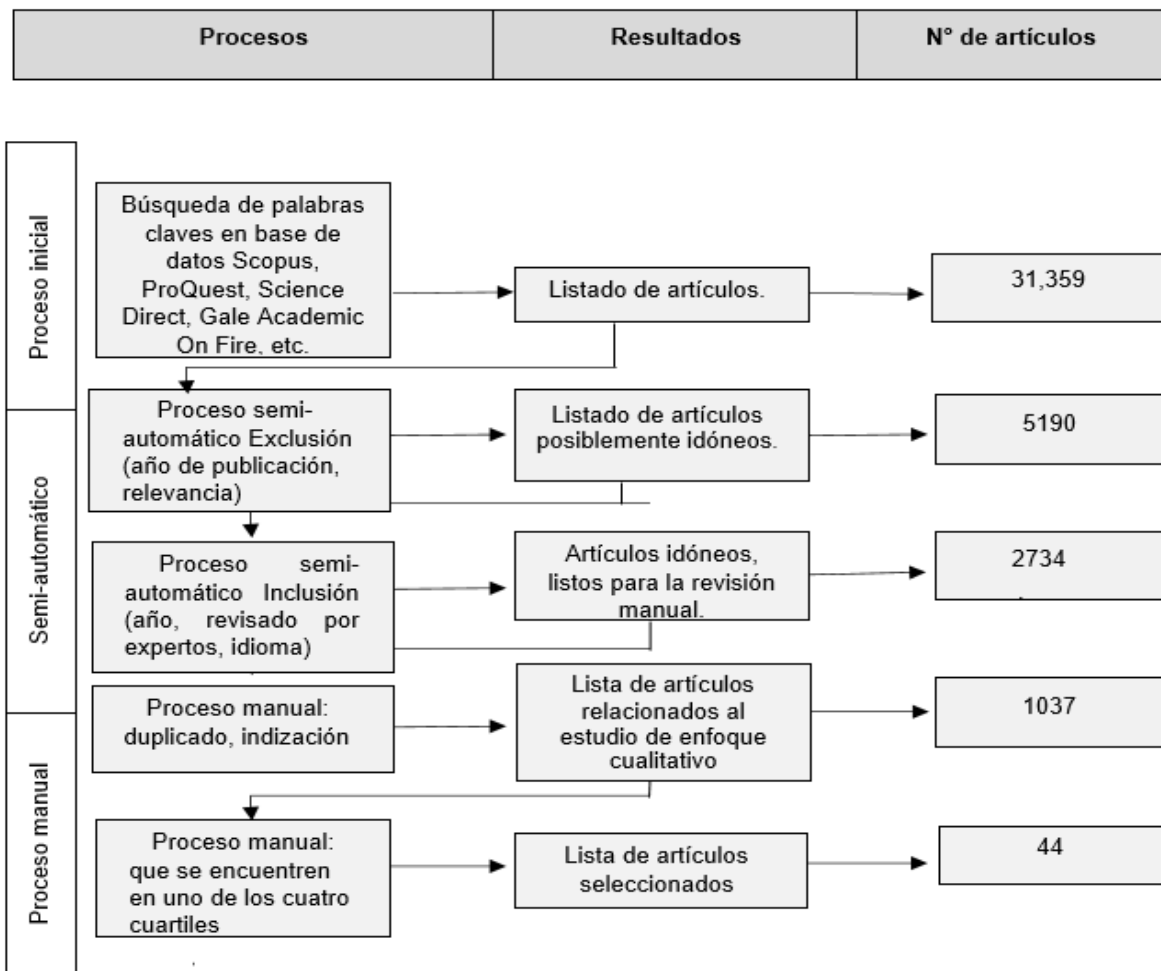 Procesos
Resultados
N° de artículos
Proceso inicial
Búsqueda de palabras
claves en base de
datos Scopus,
ProQuest, Science
Direct, Gale Academic
On Fire, etc.
Listado de artículos.
31,359
Semi-automático
Proceso semi-
automático Exclusión
(año de publicación,
relevancia)
Listado de artículos
posiblemente idóneos.
5190
Proceso semi-
automático Inclusión
(año, revisado por
expertos, idioma)
Artículos idóneos,
listos para la revisión
manual.
2734
Proceso manual
Proceso manual:
duplicado, indización
Lista de artículos
relacionados al
estudio de enfoque
cualitativo
1037
Proceso manual:
que se encuentren
en uno de los cuatro
cuartiles
Lista de artículos
seleccionados
44